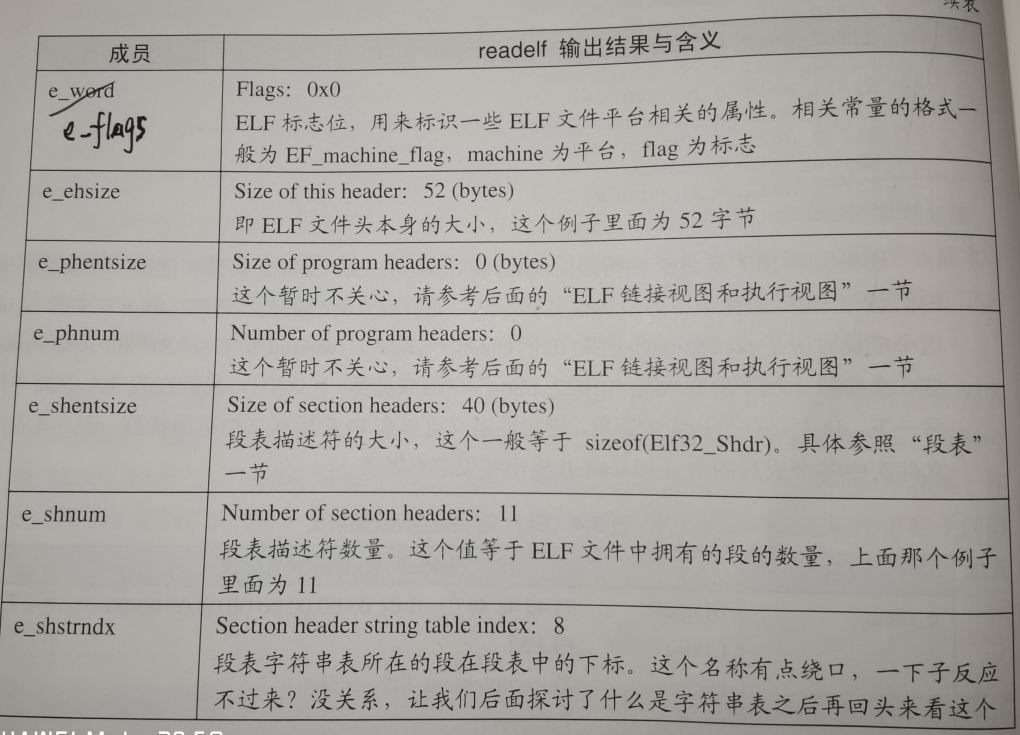 续表
成员
readelf 输出结果与含义
e_word
e_flags
Flags: 0x0
ELF 标志位，用来标识一些 ELF 文件平台相关的属性。相关常量的格式一
般为 EF_machine_flag，machine 为平台，flag 为标志
e_ehsize
Size of this header: 52 (bytes)
即 ELF 文件头本身的大小，这个例子里面为 52 字节
e_phentsize
Size of program headers: 0 (bytes)
这个暂时不关心，请参考后面的“ELF 链接视图和执行视图”一节
e_phnum
Number of program headers: 0
这个暂时不关心，请参考后面的“ELF 链接视图和执行视图”一节
e_shentsize
Size of section headers: 40 (bytes)
段表描述符的大小，这个一般等于 sizeof(Elf32_Shdr)。具体参照“段表”
一节
e_shnum
Number of section headers: 11
段表描述符数量。这个值等于 ELF 文件中拥有的段的数量，上面那个例子
里面为 11
e_shstrndx
Section header string table index: 8
段表字符串表所在的段在段表中的下标。这个名称有点绕口，一下子反应
不过来？没关系，让我们后面探讨了什么是字符串表之后再回头来看这个